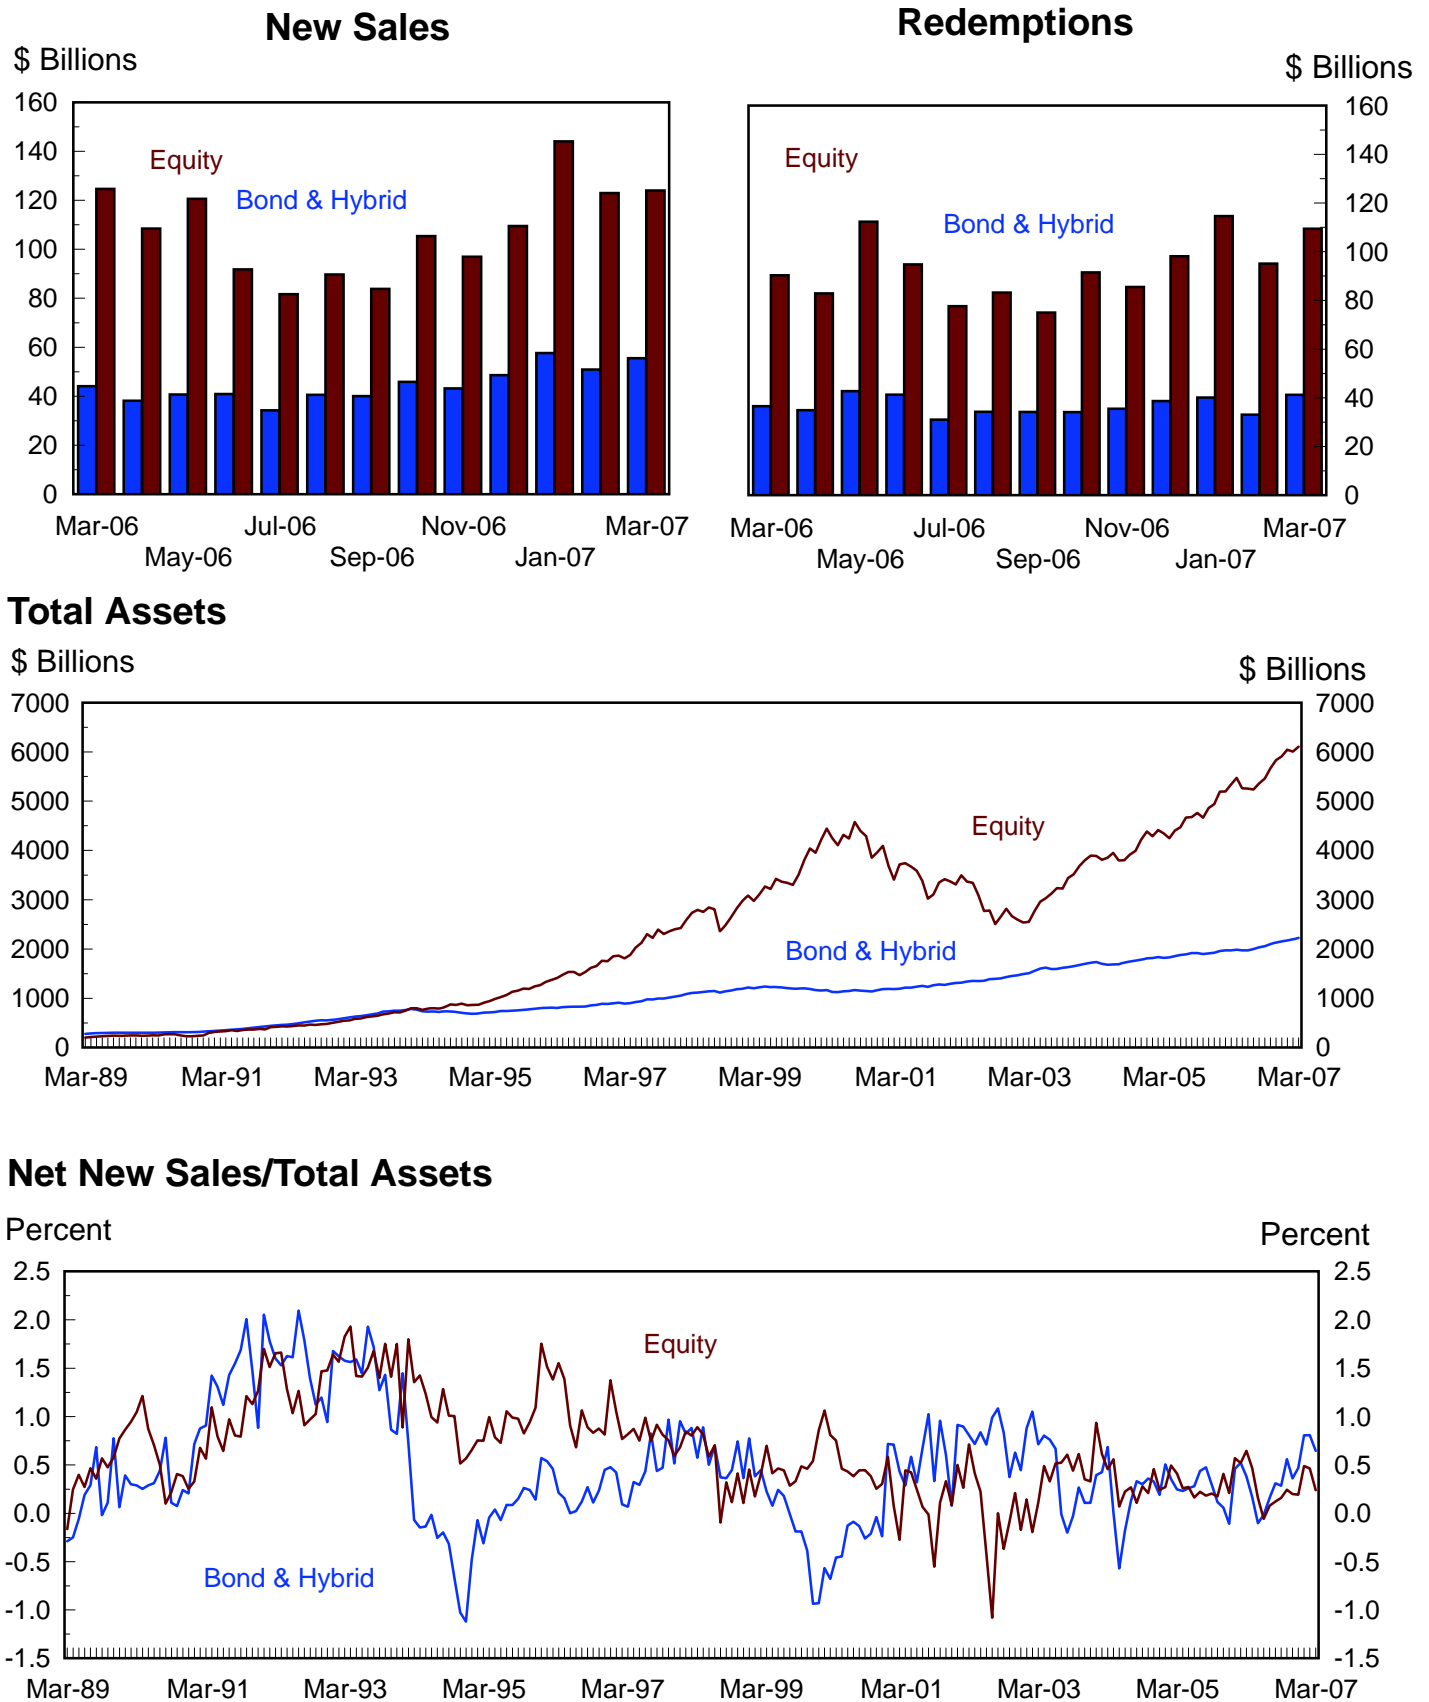 New Sales
Redemptions
$ Billions
$ Billions
160
140
120
100
80
60
40
20
0
Equity
Bond & Hybrid
Mar-06 Jul-06 Nov-06 Mar-07
May-06 Sep-06 Jan-07
Equity
Bond & Hybrid
160
140
120
100
80
60
40
20
0
Mar-06 Jul-06 Nov-06 Mar-07
May-06 Sep-06 Jan-07
Total Assets
$ Billions
$ Billions
7000 7000
6000 6000
5000 5000
Equity
4000 4000
3000 3000
2000 Bond & Hybrid 2000
1000 1000
0 0
Mar-89 Mar-91 Mar-93 Mar-95 Mar-97 Mar-99 Mar-01 Mar-03 Mar-05 Mar-07
Net New Sales/Total Assets
Percent
Percent
2.5 2.5
2.0 2.0
Equity
1.5 1.5
1.0 1.0
0.5 0.5
0.0 0.0
-0.5 -0.5
Bond & Hybrid
-1.0 -1.0
-1.5 -1.5
Mar-89 Mar-91 Mar-93 Mar-95 Mar-97 Mar-99 Mar-01 Mar-03 Mar-05 Mar-07